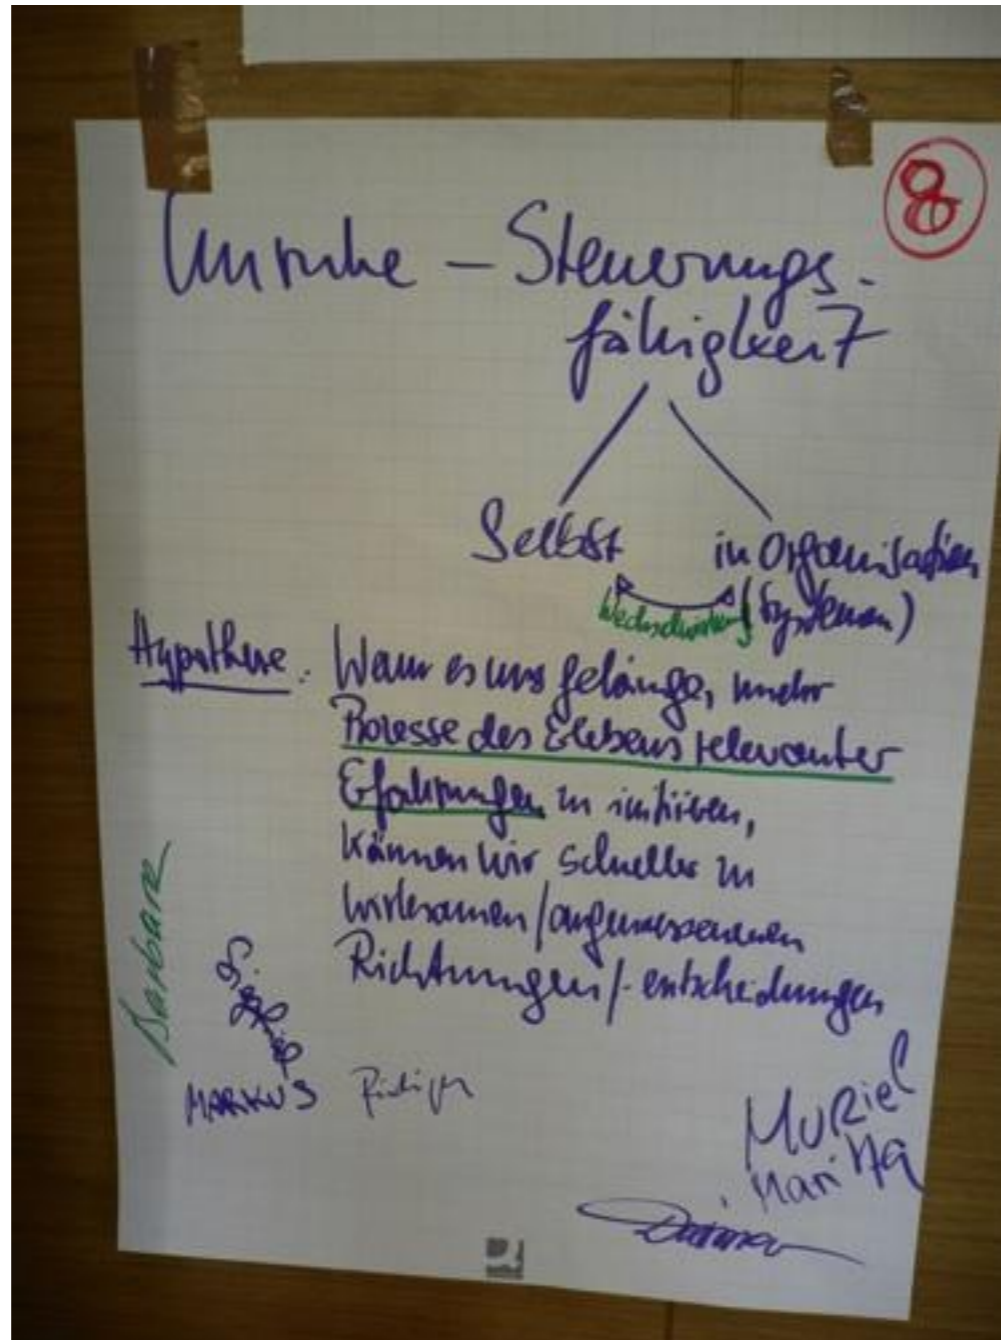 8
Unruhe – Steuerungs-
fähigkeit
Selbst in Organisation
Wechselwirkung (Systemen)
Hypothese: Wenn es uns gelänge, mehr
Prozesse des Erlebens relevanter
Erfahrungen zu initiieren,
können wir schneller zu
wirksamen/angemessenen
Richtungen/-entscheidungen
Barbara
MARKUS
Muriel
Maritta